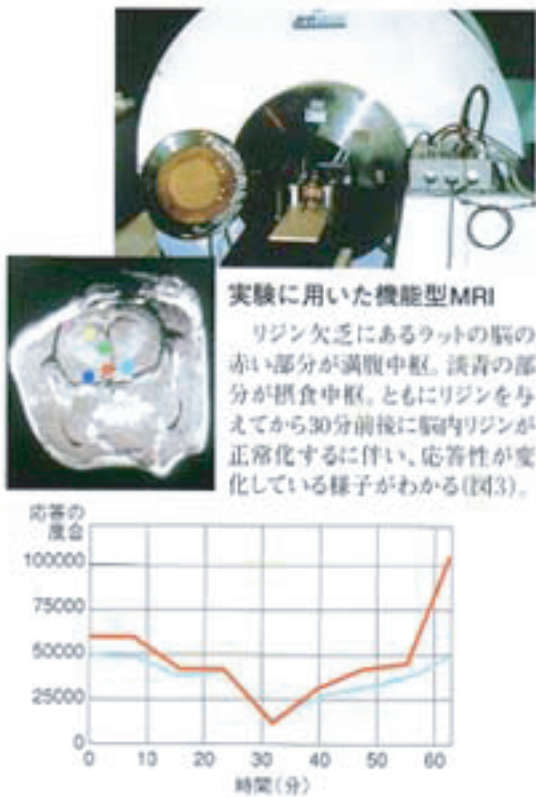 実験に用いた機能型MRI
リジン欠乏にあるラットの脳の
赤い部分が満腹中枢。淡青の部
分が摂食中枢。ともにリジンを与
えてから30分前後に脳内リジンが
正常化するに伴い、応答性が変
化している様子がわかる(図3)。
応答の
度合
100000
75000
50000
25000
0
0 10 20 30 40 50 60
時間(分)